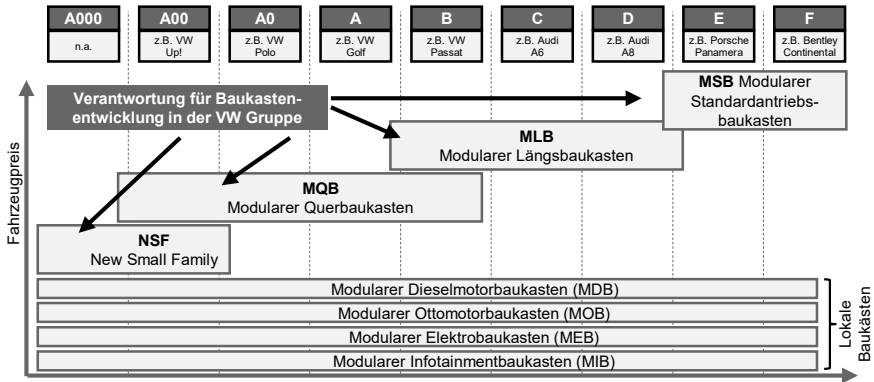 A000 A00 A0 A B C D E F
n.a.
z.B. VW
Up!
z.B. VW
Polo
z.B. VW
Golf
z.B. VW
Passat
z.B. Audi
A6
z.B. Audi
A8
z.B. Porsche
Panamera
z.B. Bentley
Continental
Verantwortung für Baukasten-
entwicklung in der VW Gruppe
MSB Modularer
Standardantriebs-
baukasten
MLB
Modularer Längsbaukasten
MQB
Modularer Querbaukasten
NSF
New Small Family
Modularer Dieselmotorbaukasten (MDB)
Modularer Ottomotorbaukasten (MOB)
Modularer Elektrobaukasten (MEB)
Modularer Infotainmentbaukasten (MIB)
Fahrzeugpreis
Lokale
Baukästen